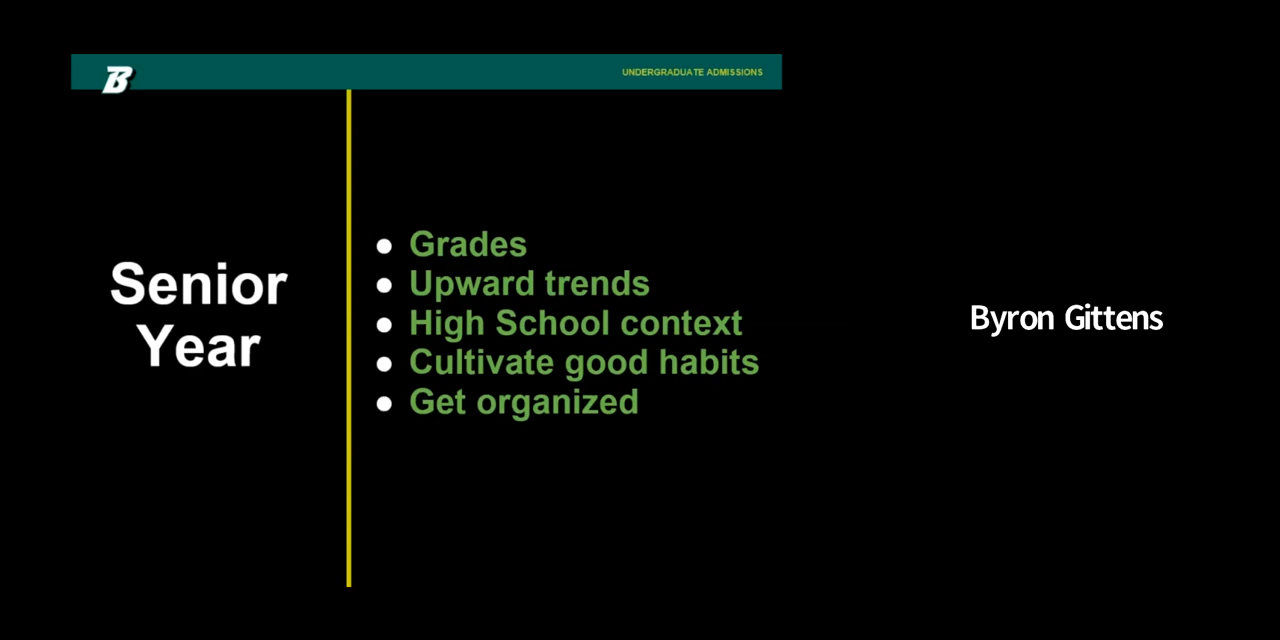 B
UNDERGRADUATE ADMISSIONS
Senior
Year
● Grades
● Upward trends
● High School context
● Cultivate good habits
● Get organized
Byron Gittens